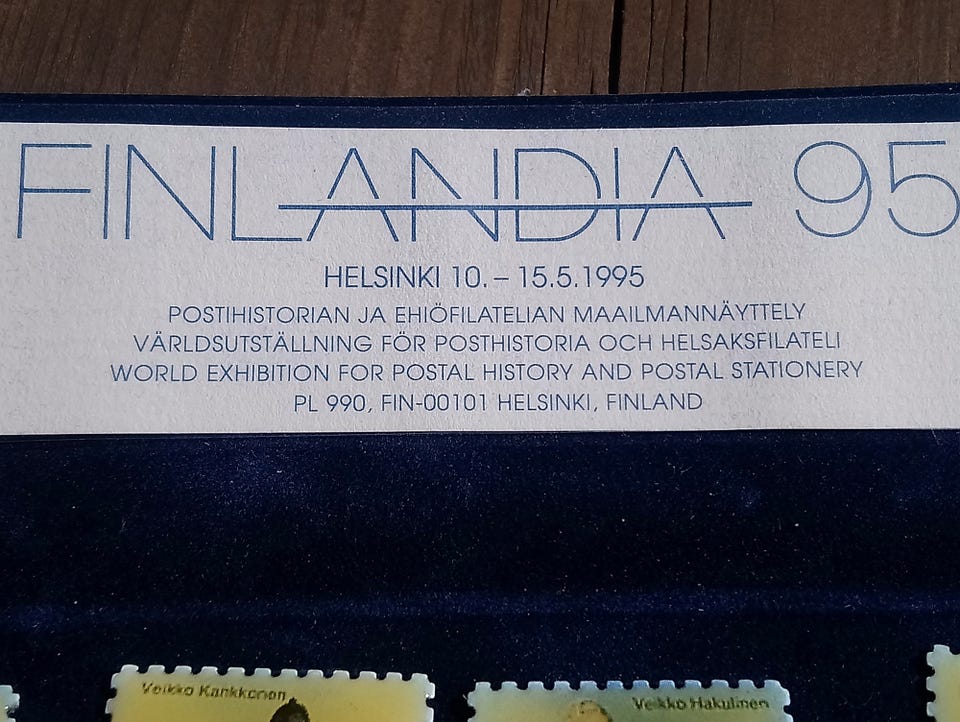 FINLANDIA 95
HELSINKI 10. – 15.5.1995
POSTIHISTORIAN JA EHIÖFILATELIAN MAAILMANNÄYTTELY
VÄRLDSUTSTÄLLNING FÖR POSTHISTORIA OCH HELSAKSFILATELI
WORLD EXHIBITION FOR POSTAL HISTORY AND POSTAL STATIONERY
PL 990, FIN-00101 HELSINKI, FINLAND
Veikko Kankkonen
Veikko Hakulinen